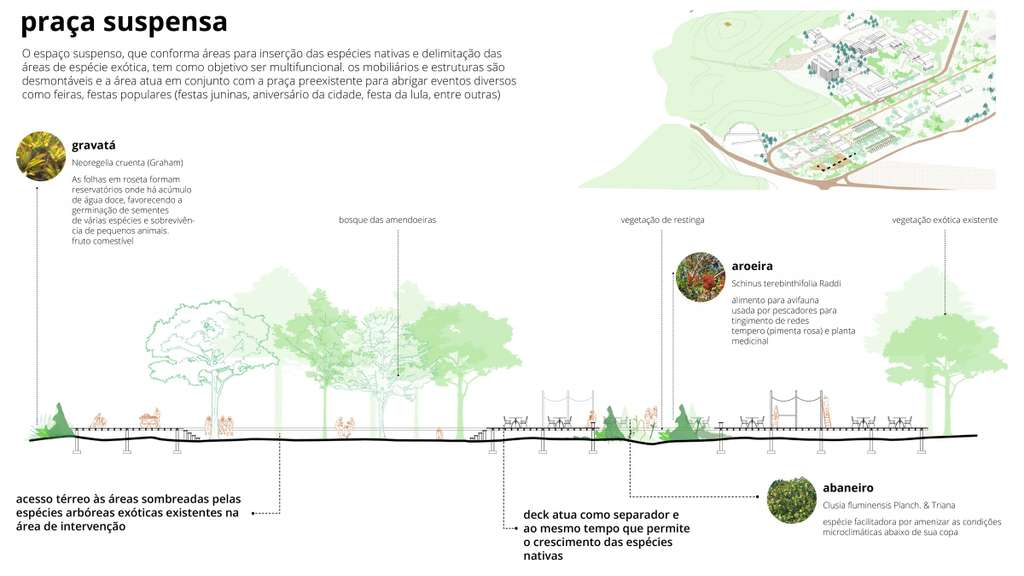 praça suspensa
O espaço suspenso, que conforma áreas para inserção das espécies nativas e delimitação das
áreas de espécie exótica, tem como objetivo ser multifuncional. os mobiliários e estruturas são
desmontáveis e a área atua em conjunto com a praça preexistente para abrigar eventos diversos
como feiras, festas populares (festas juninas, aniversário da cidade, festa da lula, entre outras)
gravatá
Neoregelia cruenta (Graham)
As folhas em roseta formam
reservatórios onde há acúmulo
de água doce, favorecendo a
germinação de sementes
de várias espécies e sobrevivên-
cia de pequenos animais.
fruto comestível
bosque das amendoeiras
vegetação de restinga
vegetação exótica existente
aroeira
Schinus terebinthifolia Raddi
alimento para avifauna
usada por pescadores para
tingimento de redes
tempero (pimenta rosa) e planta
medicinal
acesso térreo às áreas sombreadas pelas
espécies arbóreas exóticas existentes na
área de intervenção
deck atua como separador e
ao mesmo tempo que permite
o crescimento das espécies
nativas
abaneiro
Clusia fluminensis Planch. & Triana
espécie facilitadora por amenizar as condições
microclimáticas abaixo de sua copa